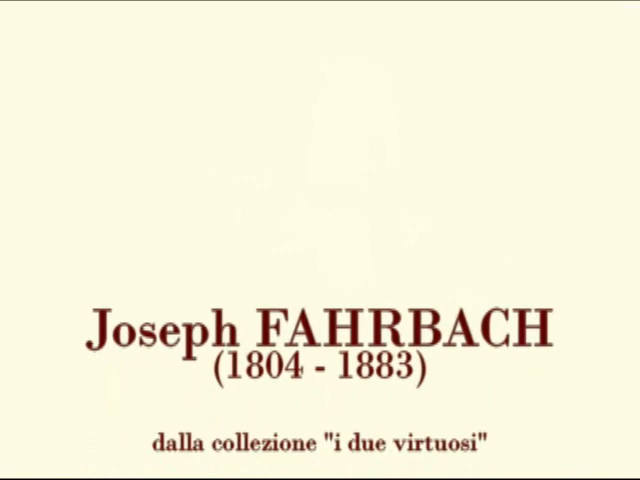 Joseph FAHRBACH
(1804 - 1883)
dalla collezione "i due virtuosi"